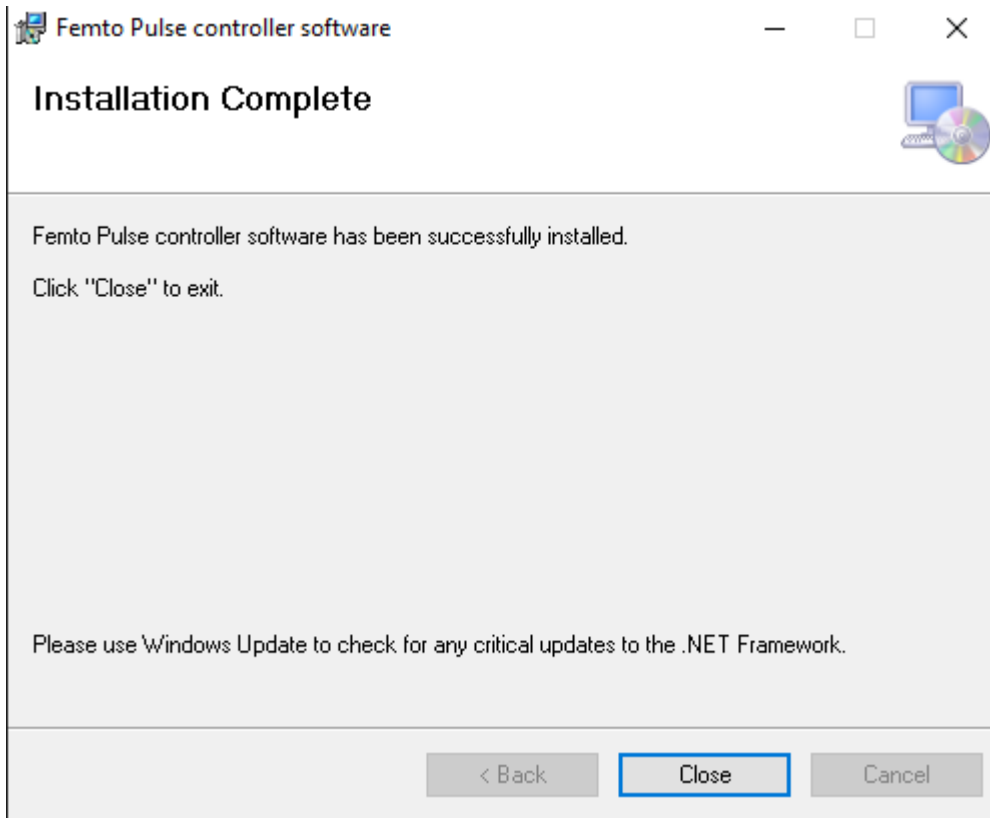 Femto Pulse controller software
Installation Complete
Femto Pulse controller software has been successfully installed.
Click "Close" to exit.
Please use Windows Update to check for any critical updates to the .NET Framework.
< Back
Close
Cancel